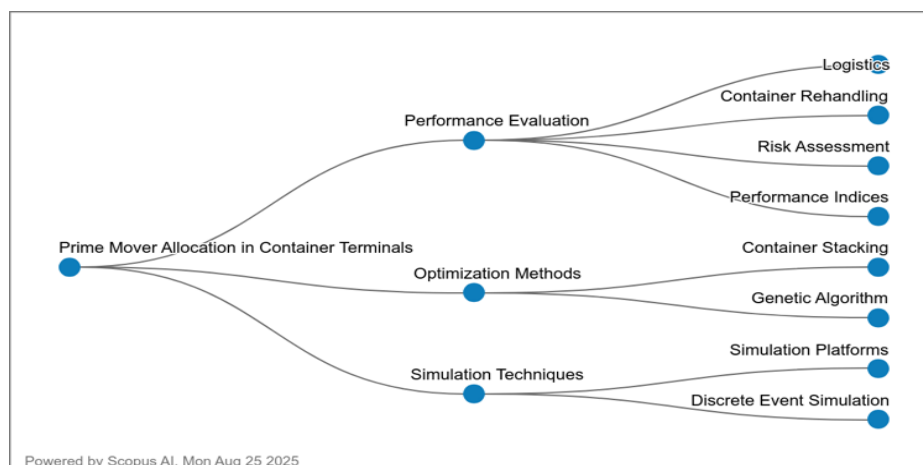 Logistics
Container Rehandling
Performance Evaluation
Risk Assessment
Performance Indices
Prime Mover Allocation in Container Terminals
Container Stacking
Optimization Methods
Genetic Algorithm
Simulation Platforms
Simulation Techniques
Discrete Event Simulation
Powered by Scopus AI, Mon Aug 25 2025